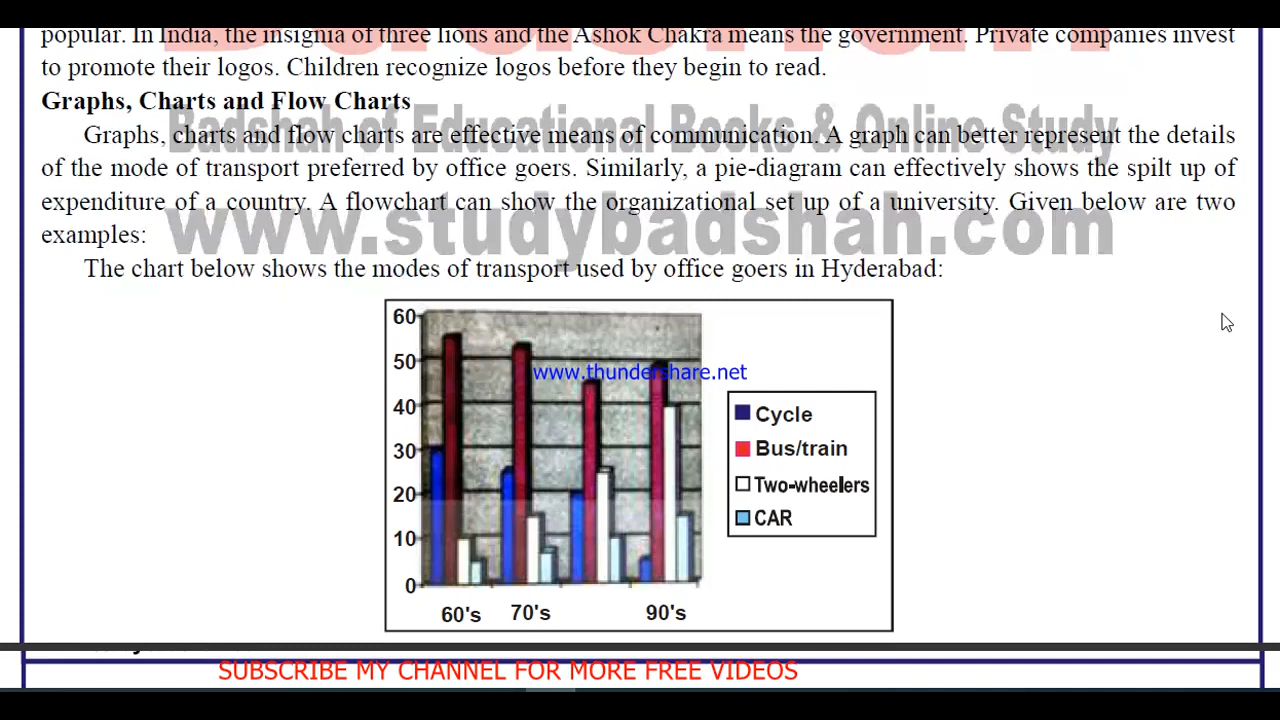 popular. In India, the insignia of three lions and the Ashok Chakra means the government. Private companies invest
to promote their logos. Children recognize logos before they begin to read.
Graphs, Charts and Flow Charts
Badshah of Educational Books & Online Study
Graphs, charts and flow charts are effective means of communication. A graph can better represent the details
of the mode of transport preferred by office goers. Similarly, a pie-diagram can effectively shows the spilt up of
expenditure of a country. A flowchart can show the organizational set up of a university. Given below are two
www.studybadshah.com
examples:
The chart below shows the modes of transport used by office goers in Hyderabad:
60
50
40
30
20
10
0
www.thundershare.net
60's 70's 90's
Cycle
Bus/train
Two-wheelers
CAR
SUBSCRIBE MY CHANNEL FOR MORE FREE VIDEOS